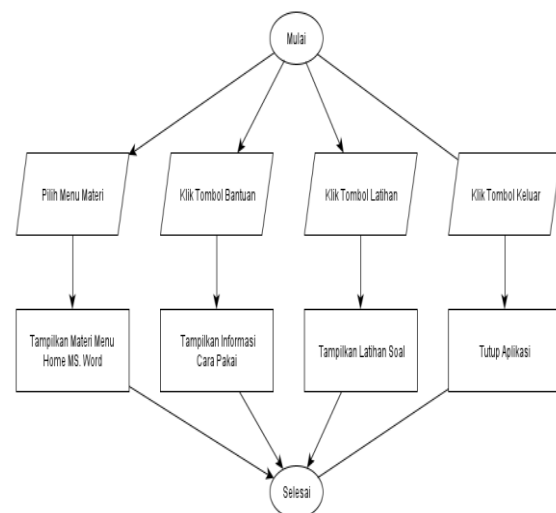 Mulai
Pilih Menu Materi
Klik Tombol Bantuan
Klik Tombol Latihan
Klik Tombol Keluar
Tampilkan Materi Menu
Home MS. Word
Tampilkan Informasi
Cara Pakai
Tampilkan Latihan Soal
Tutup Aplikasi
Selesai